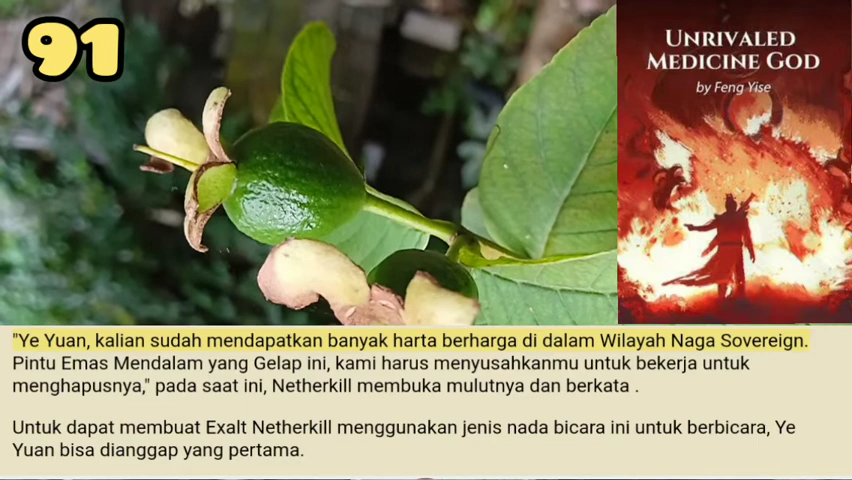 91
UNRIVALED
MEDICINE GOD
by Feng Yise
"Ye Yuan, kalian sudah mendapatkan banyak harta berharga di dalam Wilayah Naga Sovereign.
Pintu Emas Mendalam yang Gelap ini, kami harus menyusahkanmu untuk bekerja untuk
menghapusnya," pada saat ini, Netherkill membuka mulutnya dan berkata .
Untuk dapat membuat Exalt Netherkill menggunakan jenis nada bicara ini untuk berbicara, Ye
Yuan bisa dianggap yang pertama.